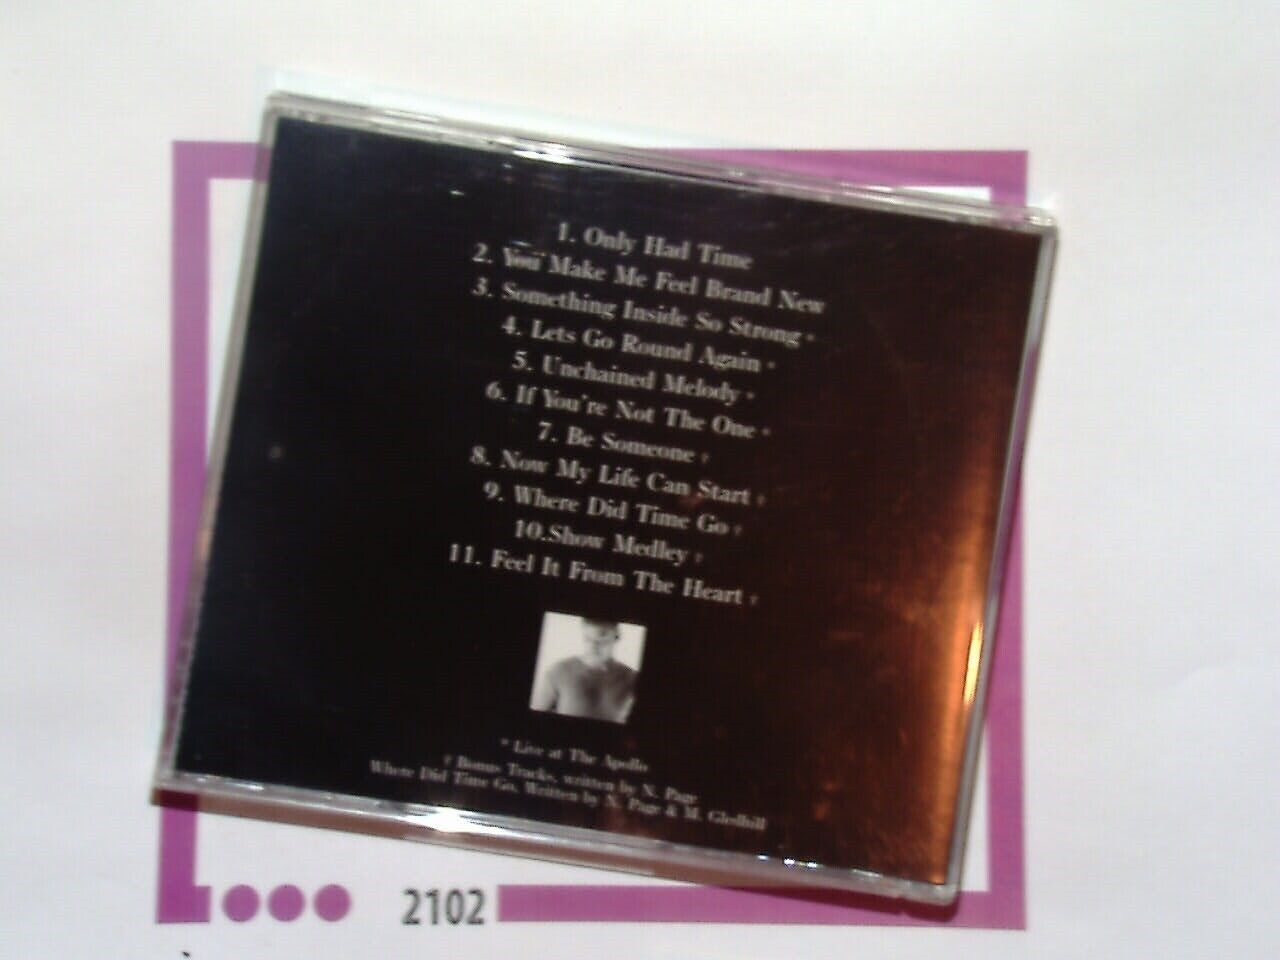 1. Only Had Time
2. You Make Me Feel Brand New
3. Something Inside So Strong *
4. Lets Go Round Again *
5. Unchained Melody *
6. If You're Not The One *
7. Be Someone †
8. Now My Life Can Start †
9. Where Did Time Go †
10.Show Medley †
11. Feel It From The Heart †
* Live at The Apollo
† Bonus Tracks, written by N. Page
Where Did Time Go, Written by N. Page & M. Gledhill
2102